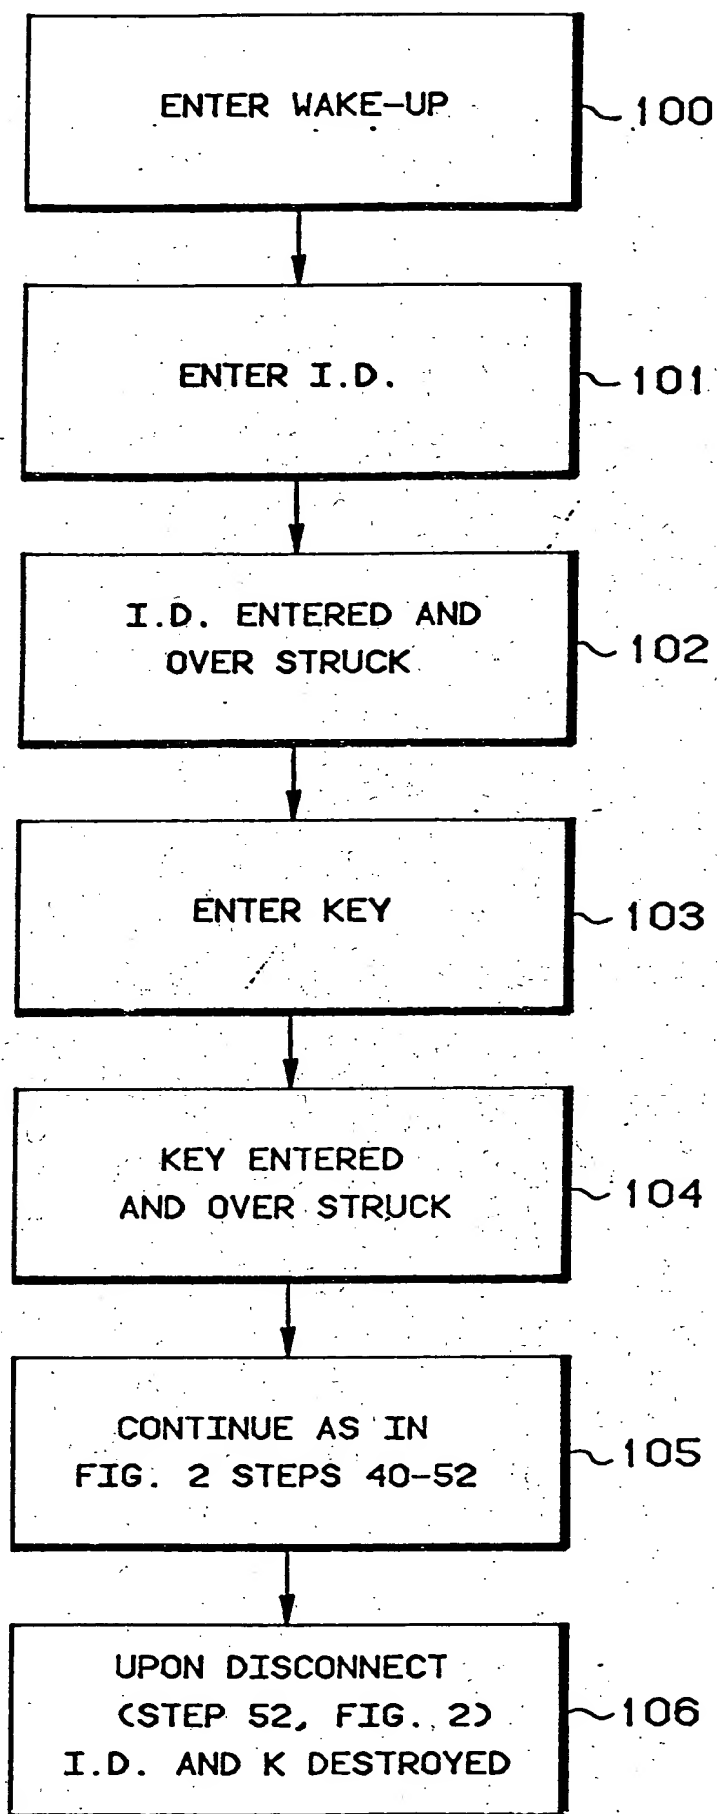 ENTER WAKE-UP
100
ENTER I.D.
101
I.D. ENTERED AND
OVER STRUCK
102
ENTER KEY
103
KEY ENTERED
AND OVER STRUCK
104
CONTINUE AS IN
FIG. 2 STEPS 40-52
105
UPON DISCONNECT
(STEP 52, FIG. 2)
I.D. AND K DESTROYED
106